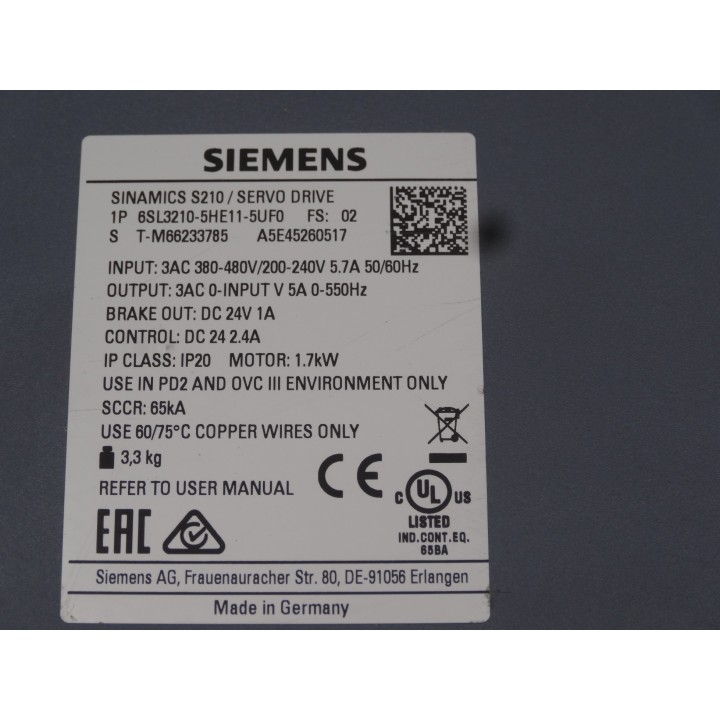 SIEMENS
SINAMICS S210 / SERVO DRIVE
1P 6SL3210-5HE11-5UF0 FS: 02
S T-M66233785 A5E45260517
INPUT: 3AC 380-480V/200-240V 5.7A 50/60Hz
OUTPUT: 3AC 0-INPUT V 5A 0-550Hz
BRAKE OUT: DC 24V 1A
CONTROL: DC 24 2.4A
IP CLASS: IP20 MOTOR: 1.7kW
USE IN PD2 AND OVC III ENVIRONMENT ONLY
SCCR: 65kA
USE 60/75°C COPPER WIRES ONLY
3,3 kg
REFER TO USER MANUAL
CE
C UL US
LISTED
IND.CONT.EQ.
65BA
EAC
Siemens AG, Frauenauracher Str. 80, DE-91056 Erlangen
Made in Germany